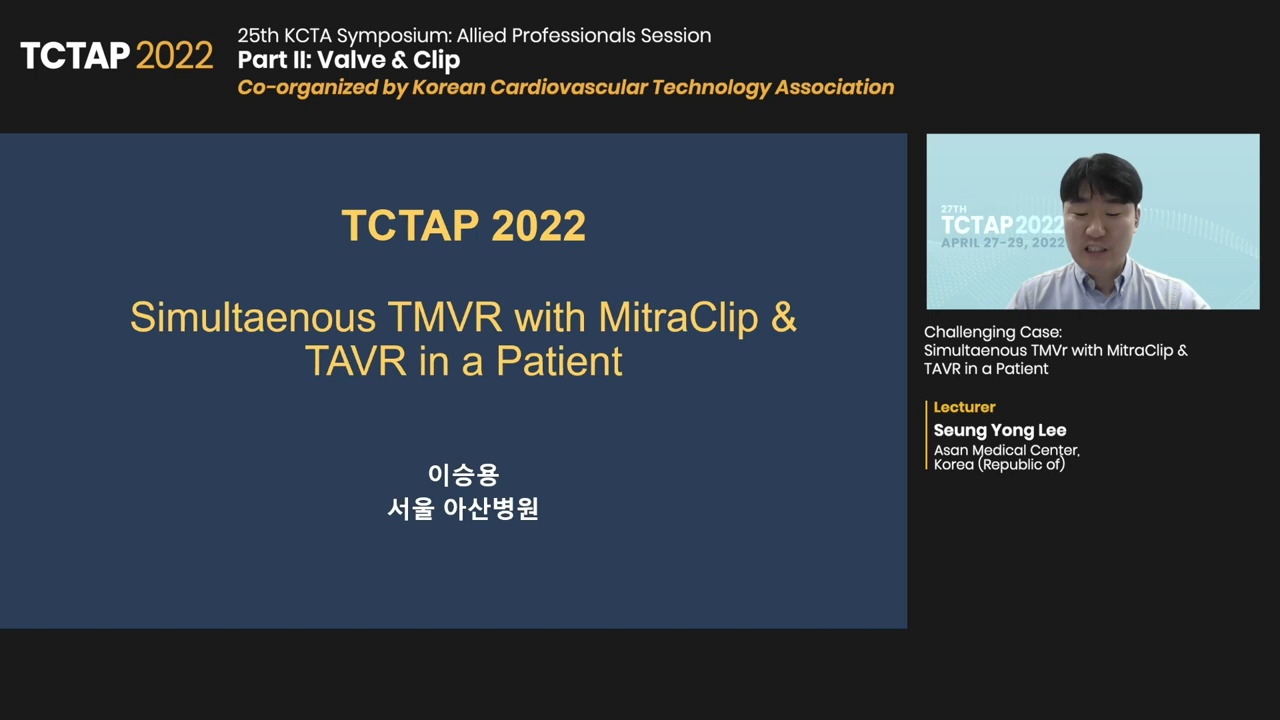 TCTAP 2022
25th KCTA Symposium: Allied Professionals Session
Part II: Valve & Clip
Co-organized by Korean Cardiovascular Technology Association
TCTAP 2022
Simultaenous TMVR with MitraClip &
TAVR in a Patient
이승용
서울 아산병원
27TH
TCTAP 2022
APRIL 27-29, 2022
Challenging Case:
Simultaenous TMVr with MitraClip &
TAVR in a Patient
Lecturer
Seung Yong Lee
Asan Medical Center,
Korea (Republic of)